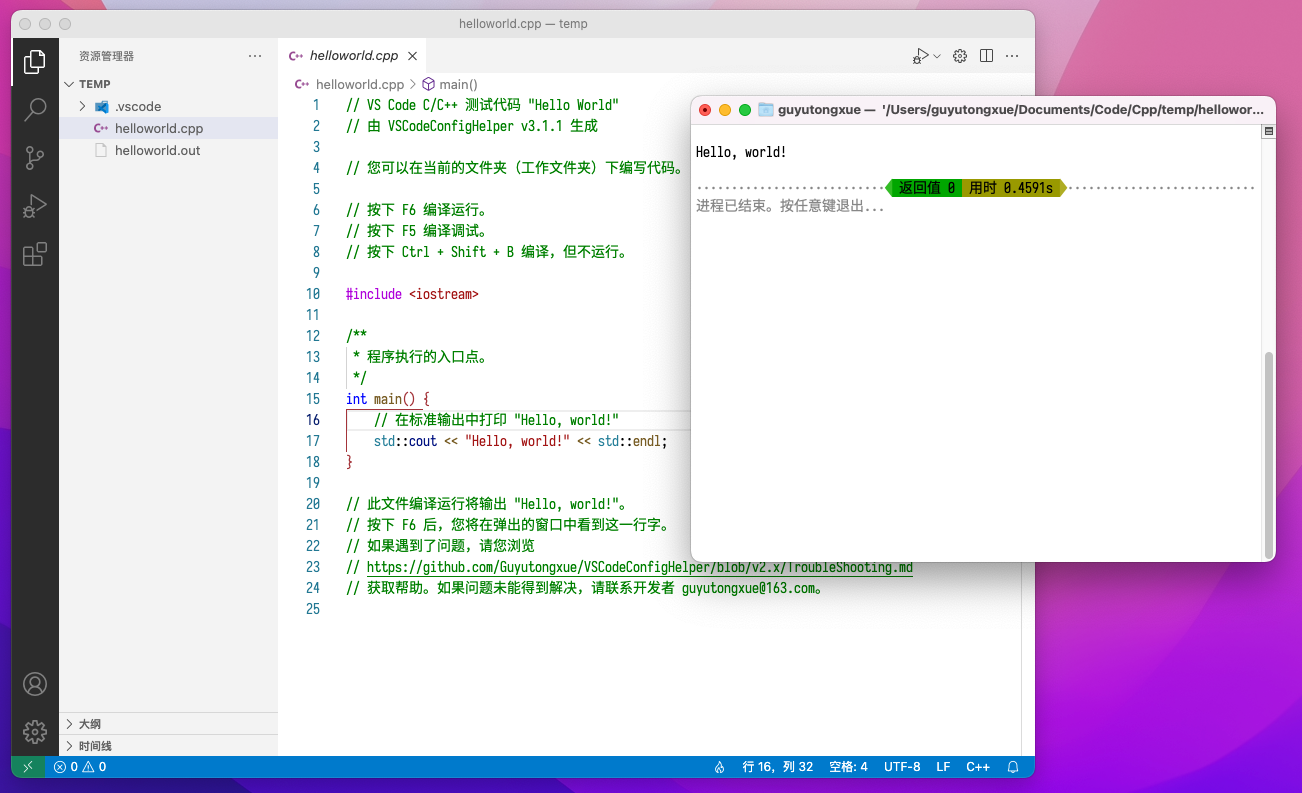 helloworld.cpp — temp
资源管理器
TEMP
.vscode
helloworld.cpp
helloworld.out
大纲
时间线
helloworld.cpp
helloworld.cpp > main()
1 // VS Code C/C++ 测试代码 "Hello World"
2 // 由 VSCodeConfigHelper v3.1.1 生成
3
4 // 您可以在当前的文件夹（工作文件夹）下编写代码。
5
6 // 按下 F6 编译运行。
7 // 按下 F5 编译调试。
8 // 按下 Ctrl + Shift + B 编译，但不运行。
9
10 #include <iostream>
11
12 /**
13 * 程序执行的入口点。
14 */
15 int main() {
16 // 在标准输出中打印 "Hello, world!"
17 std::cout << "Hello, world!" << std::endl;
18 }
19
20 // 此文件编译运行将输出 "Hello, world!"。
21 // 按下 F6 后，您将在弹出的窗口中看到这一行字。
22 // 如果遇到了问题，请您浏览
23 // https://github.com/Guyutongxue/VSCodeConfigHelper/blob/v2.x/TroubleShooting.md
24 // 获取帮助。如果问题未能得到解决，请联系开发者 guyutongxue@163.com。
25
guyutongxue — '/Users/guyutongxue/Documents/Code/Cpp/temp/hellowor...
Hello, world!
返回值 0 用时 0.4591s
进程已结束。按任意键退出...
0 0
行 16，列 32 空格: 4 UTF-8 LF C++